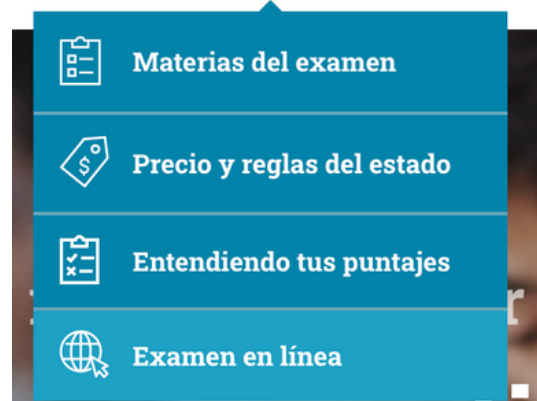 Materias del examen
Precio y reglas del estado
Entendiendo tus puntajes
Examen en línea